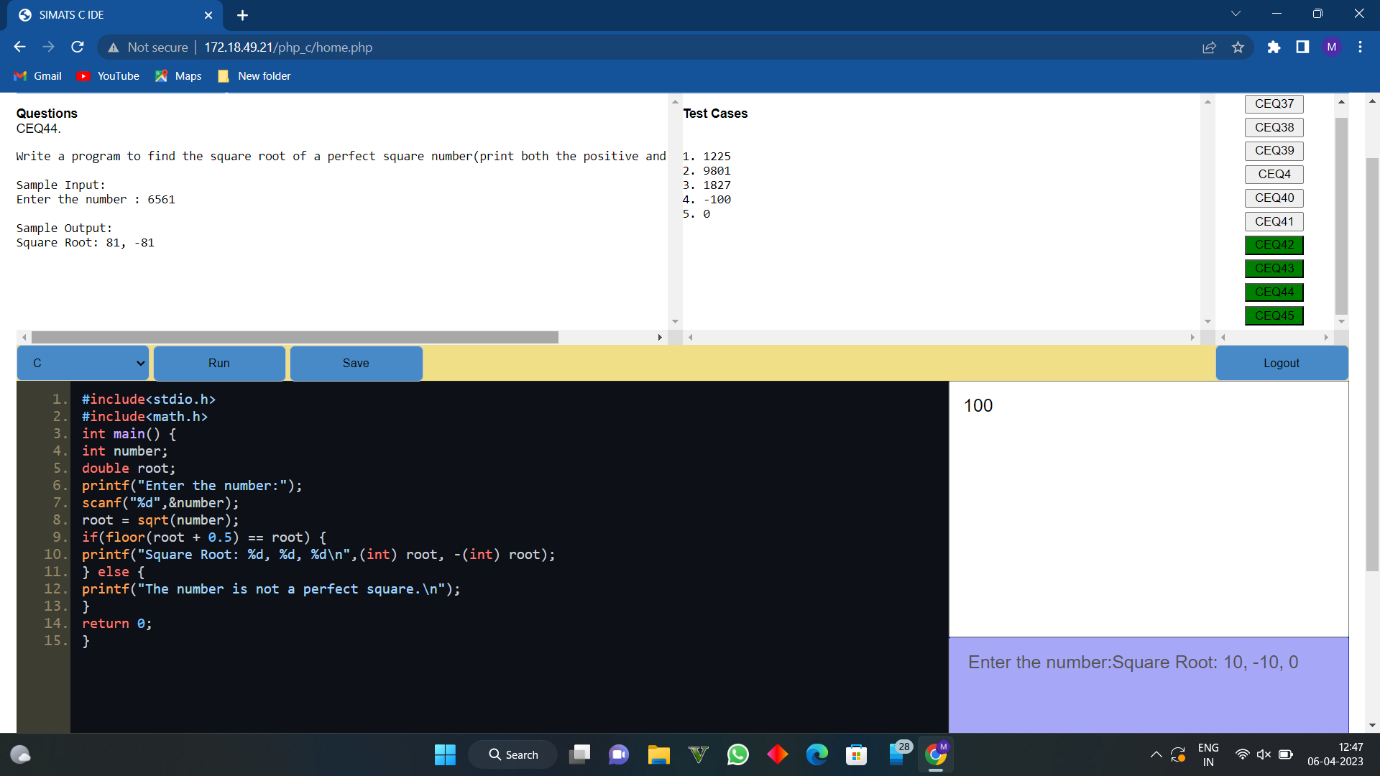 SIMATS C IDE
Not secure 172.18.49.21/php_c/home.php
M
Gmail YouTube Maps New folder
Questions
CEQ44.
Write a program to find the square root of a perfect square number(print both the positive and
Sample Input:
Enter the number : 6561
Sample Output:
Square Root: 81, -81
Test Cases
1. 1225
2. 9801
3. 1827
4. -100
5. 0
CEQ37
CEQ38
CEQ39
CEQ4
CEQ40
CEQ41
CEQ42
CEQ43
CEQ44
CEQ45
C Run Save Logout
1. #include<stdio.h>
2. #include<math.h>
3. int main() {
4. int number;
5. double root;
6. printf("Enter the number:");
7. scanf("%d",&number);
8. root = sqrt(number);
9. if(floor(root + 0.5) == root) {
10. printf("Square Root: %d, %d, %d\n",(int) root, -(int) root);
11. } else {
12. printf("The number is not a perfect square.\n");
13. }
14. return 0;
15. }
100
Enter the number:Square Root: 10, -10, 0
Search
28
M
ENG
IN
12:47
06-04-2023